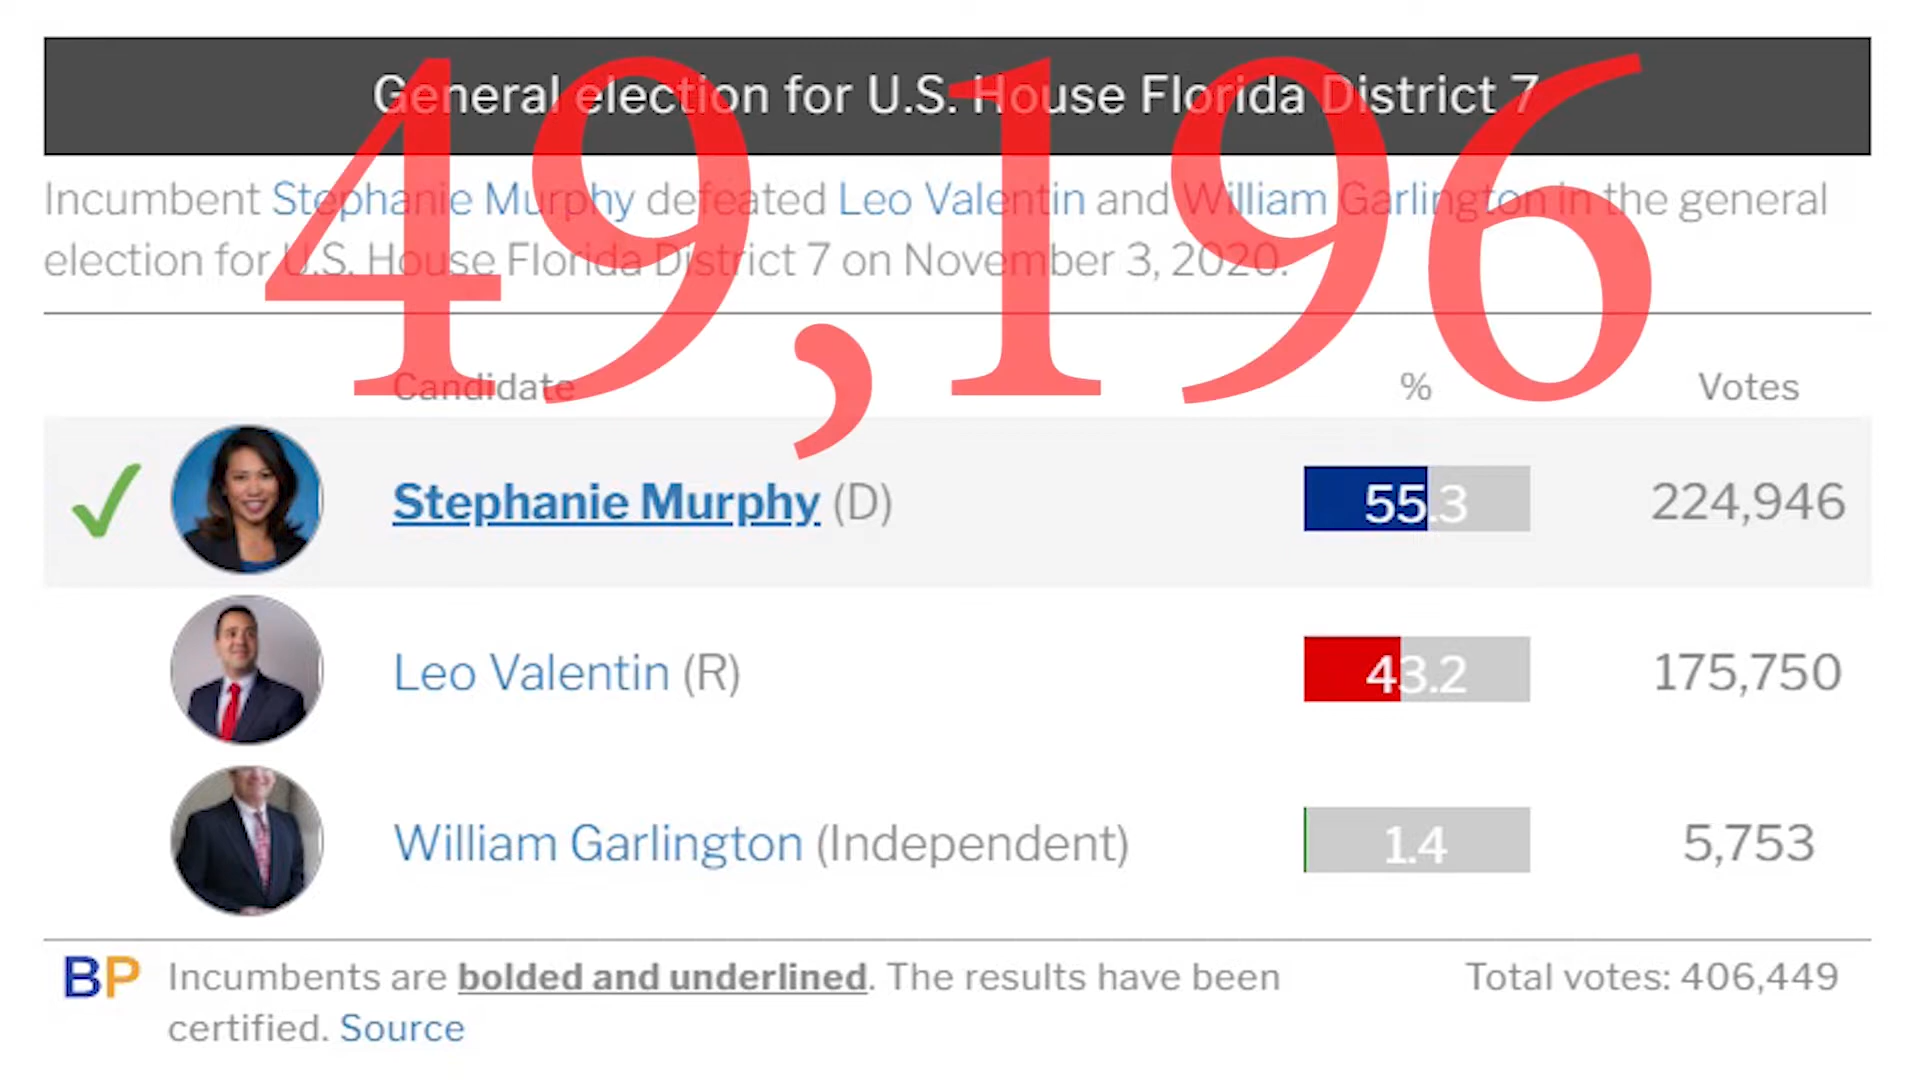 49,196
General election for U.S. House Florida District 7
Incumbent Stephanie Murphy defeated Leo Valentin and William Garlington in the general
election for U.S. House Florida District 7 on November 3, 2020.
Candidate % Votes
Stephanie Murphy (D) 55.3 224,946
Leo Valentin (R) 43.2 175,750
William Garlington (Independent) 1.4 5,753
BP Incumbents are bolded and underlined. The results have been Total votes: 406,449
certified. Source